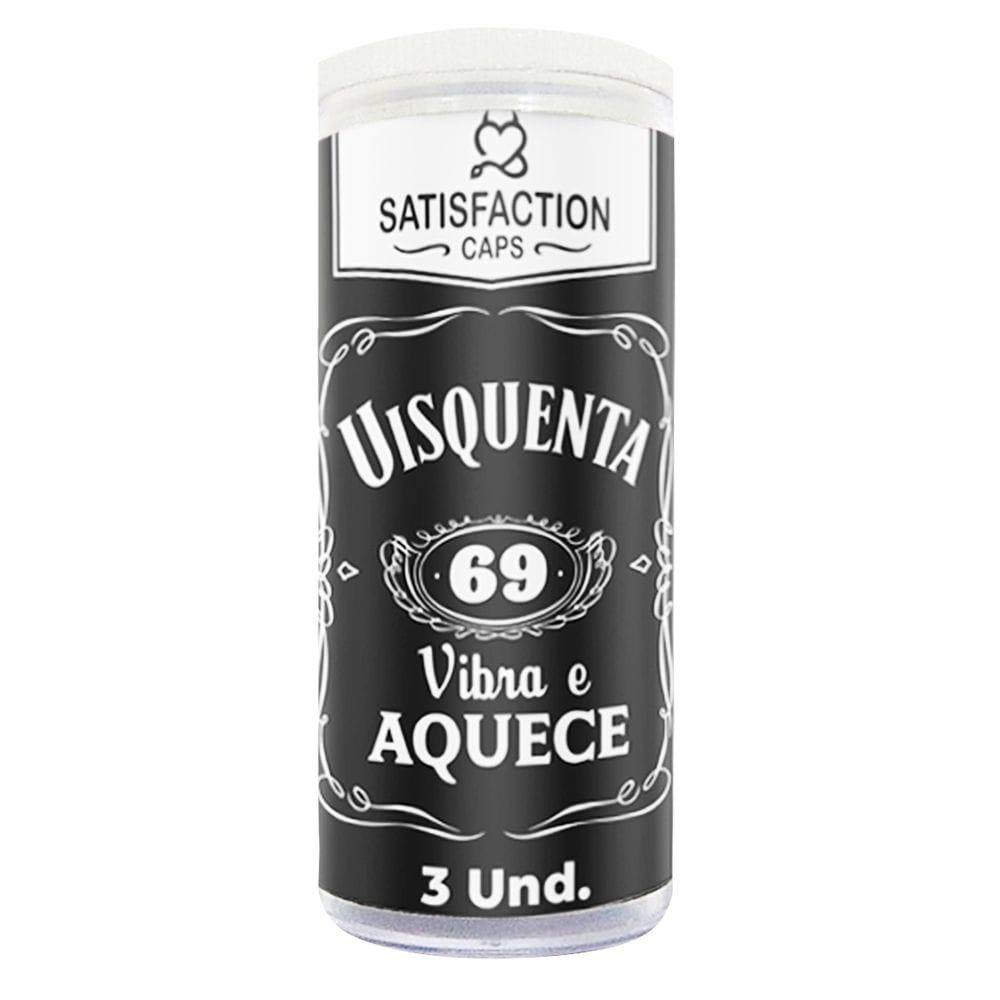 SATISFACTION
CAPS
UISQUENTA
69
Vibra e
AQUECE
3 Und.